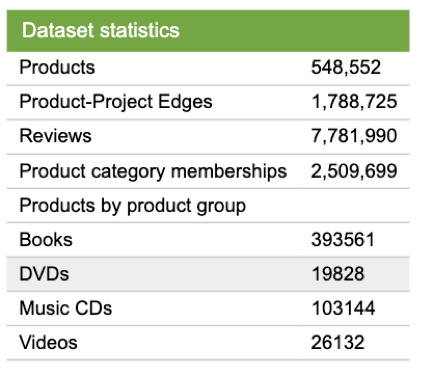 Dataset statistics
Products 548,552
Product-Project Edges 1,788,725
Reviews 7,781,990
Product category memberships 2,509,699
Products by product group
Books 393561
DVDs 19828
Music CDs 103144
Videos 26132